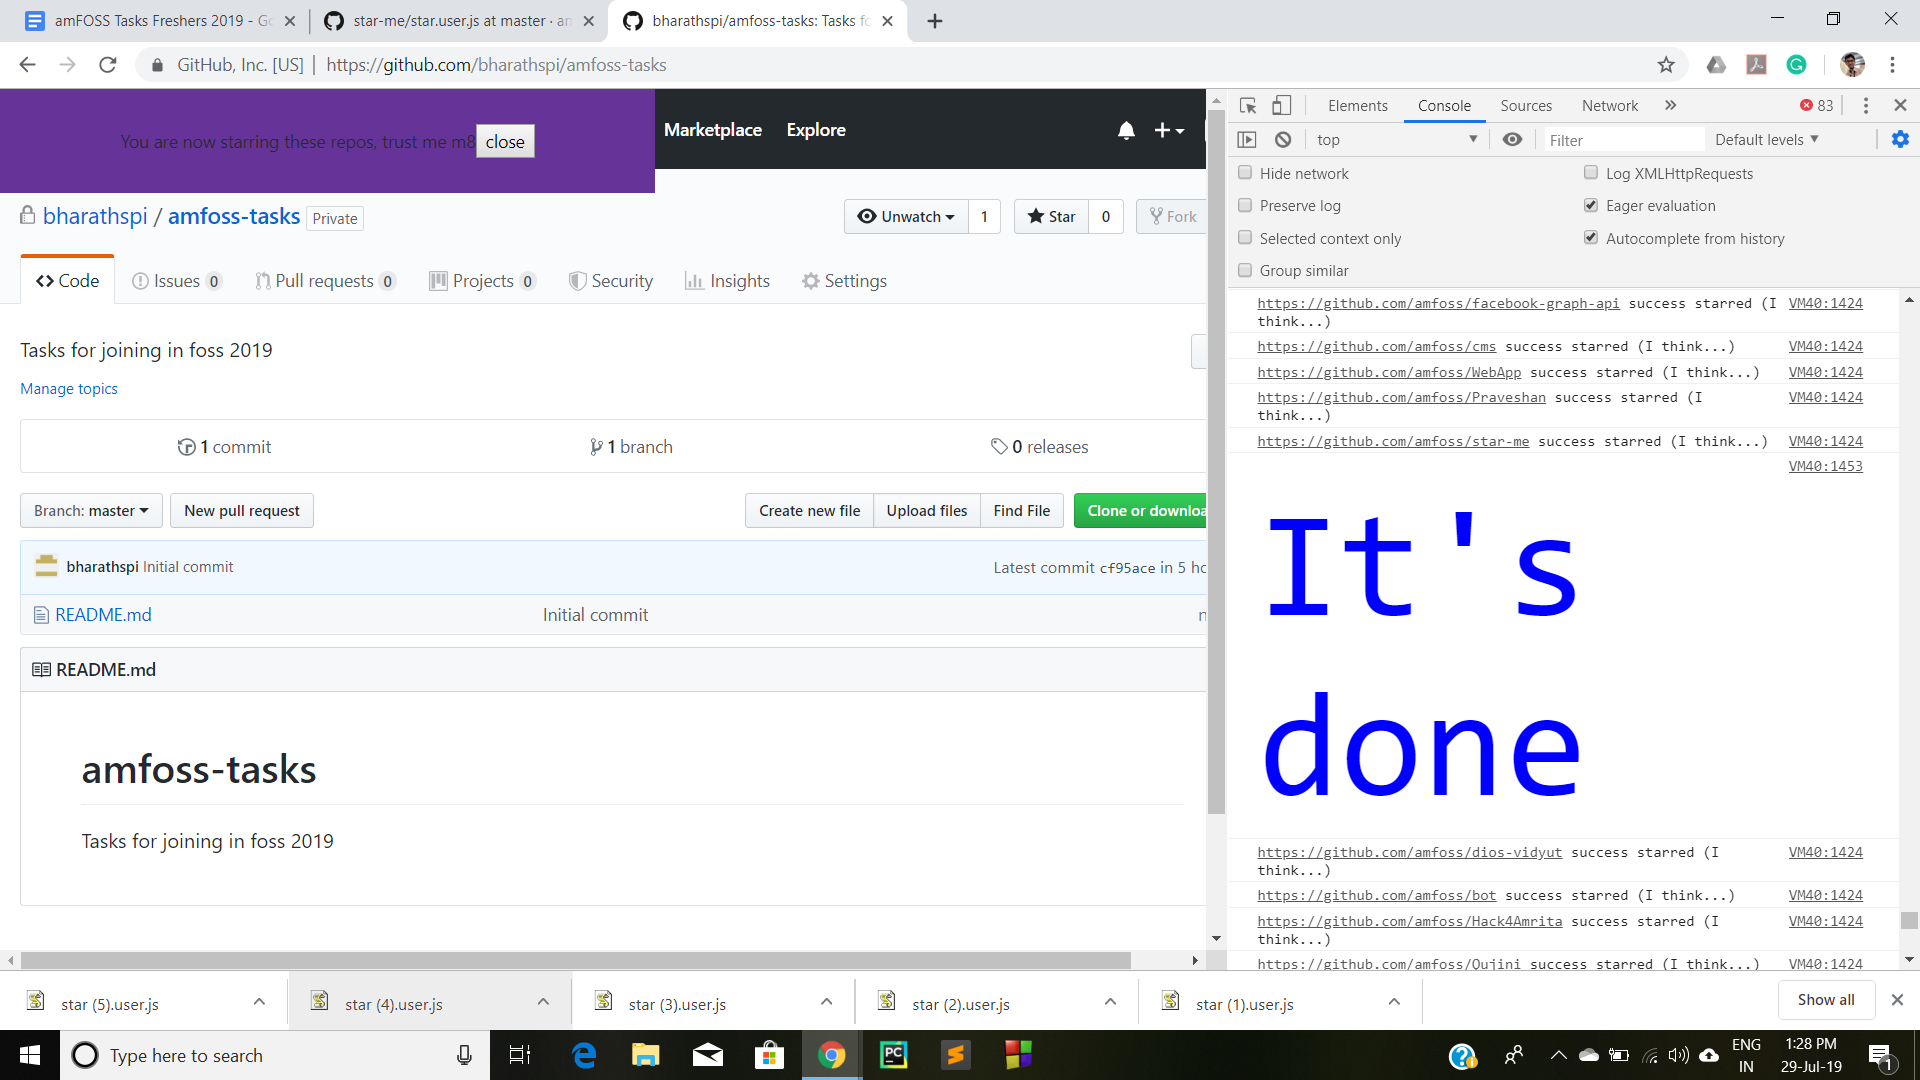 amFOSS Tasks Freshers 2019 - Go
star-me/star.user.js at master · am
bharathspi/amfoss-tasks: Tasks fo
GitHub, Inc. [US] | https://github.com/bharathspi/amfoss-tasks
You are now starring these repos, trust me m8 close
Marketplace Explore
bharathspi / amfoss-tasks Private
Unwatch 1 Star 0 Fork
Code Issues 0 Pull requests 0 Projects 0 Security Insights Settings
Tasks for joining in foss 2019
Manage topics
1 commit 1 branch 0 releases
Branch: master New pull request Create new file Upload files Find File Clone or downloa
bharathspi Initial commit Latest commit cf95ace in 5 ho
README.md Initial commit n
README.md
amfoss-tasks
Tasks for joining in foss 2019
Elements Console Sources Network » 83
top Filter Default levels
Hide network Log XMLHttpRequests
Preserve log Eager evaluation
Selected context only Autocomplete from history
Group similar
https://github.com/amfoss/facebook-graph-api success starred (I VM40:1424
think...)
https://github.com/amfoss/cms success starred (I think...) VM40:1424
https://github.com/amfoss/WebApp success starred (I think...) VM40:1424
https://github.com/amfoss/Praveshan success starred (I VM40:1424
think...)
https://github.com/amfoss/star-me success starred (I think...) VM40:1424
VM40:1453
It's
done
https://github.com/amfoss/dios-vidyut success starred (I VM40:1424
think...)
https://github.com/amfoss/bot success starred (I think...) VM40:1424
https://github.com/amfoss/Hack4Amrita success starred (I VM40:1424
think...)
https://github.com/amfoss/Qujini success starred (I think...) VM40:1424
star (5).user.js star (4).user.js star (3).user.js star (2).user.js star (1).user.js Show all
Type here to search
ENG
IN
1:28 PM
29-Jul-19
1